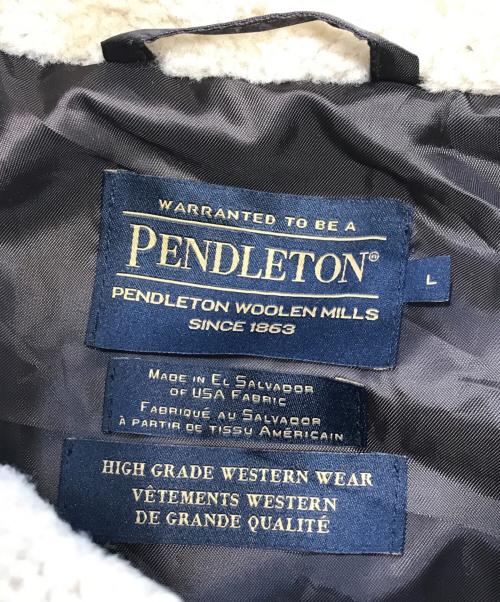 WARRANTED TO BE A
PENDLETON®
PENDLETON WOOLEN MILLS
SINCE 1863
L
MADE IN EL SALVADOR
OF USA FABRIC
FABRIQUÉ AU SALVADOR
À PARTIR DE TISSU AMÉRICAIN
HIGH GRADE WESTERN WEAR
VÊTEMENTS WESTERN
DE GRANDE QUALITÉ